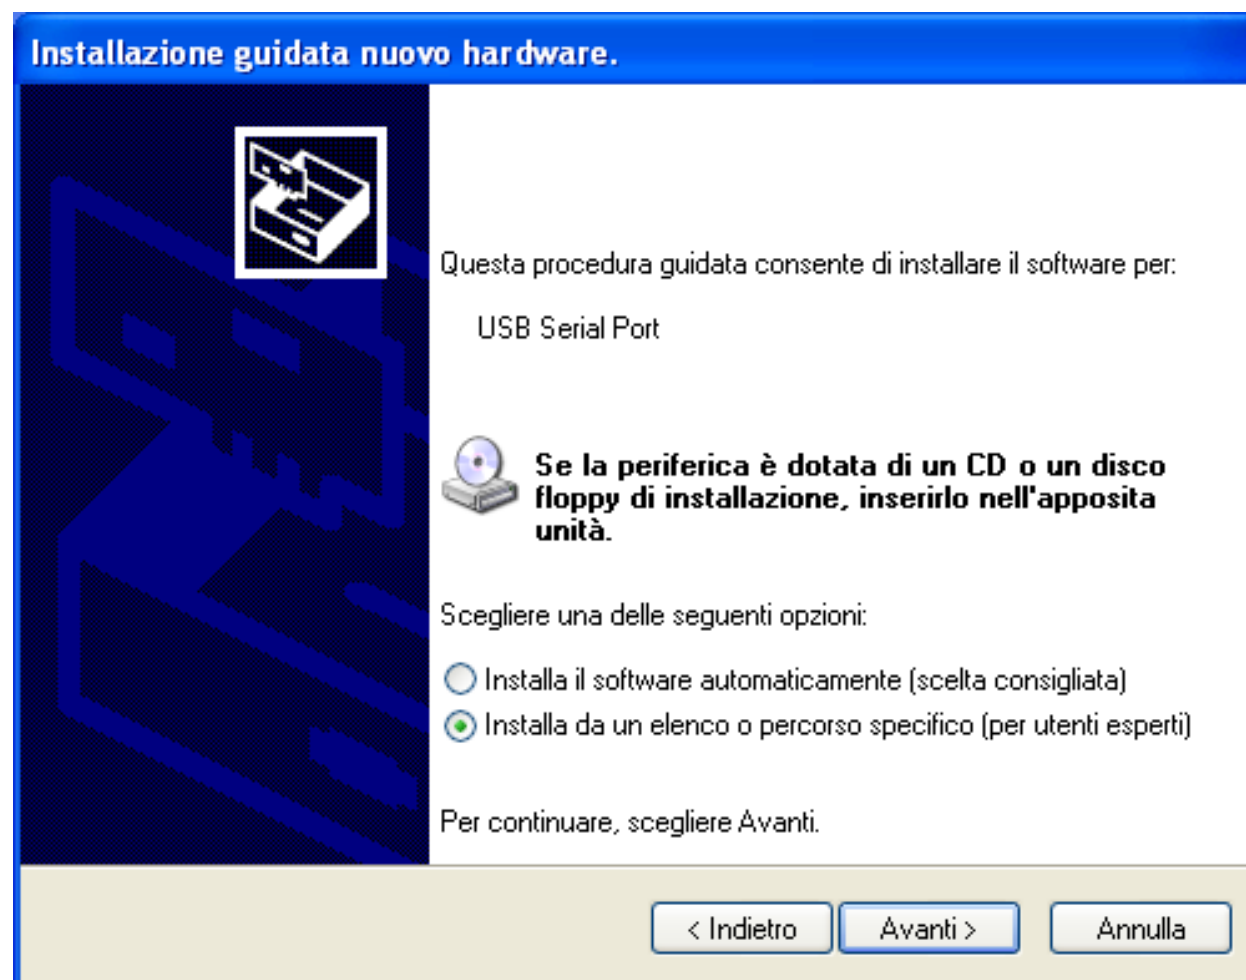 Installazione guidata nuovo hardware.
Questa procedura guidata consente di installare il software per:
USB Serial Port
Se la periferica è dotata di un CD o un disco
floppy di installazione, inserirlo nell'apposita
unità.
Scegliere una delle seguenti opzioni:
Installa il software automaticamente (scelta consigliata)
Installa da un elenco o percorso specifico (per utenti esperti)
Per continuare, scegliere Avanti.
< Indietro Avanti > Annulla